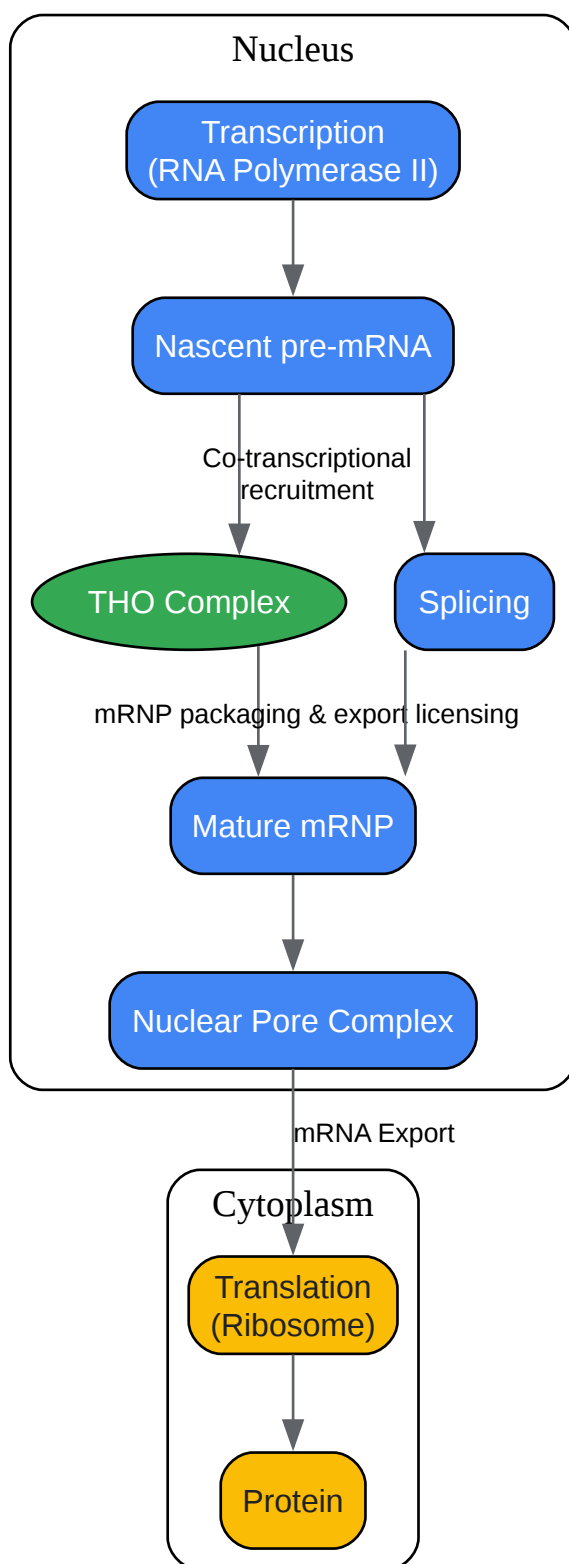 Nucleus
Transcription
(RNA Polymerase II)
Nascent pre-mRNA
Co-transcriptional
recruitment
THO Complex
Splicing
mRNP packaging & export licensing
Mature mRNP
Nuclear Pore Complex
mRNA Export
Cytoplasm
Translation
(Ribosome)
Protein